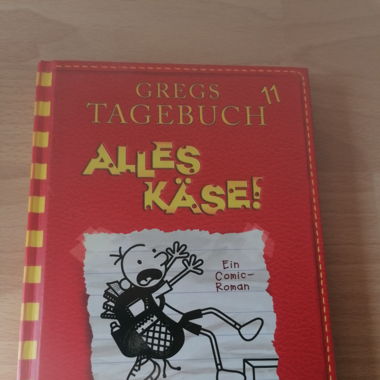 GREGS 11
TAGEBUCH
ALLES
KÄSE!
Ein
Comic-
Roman